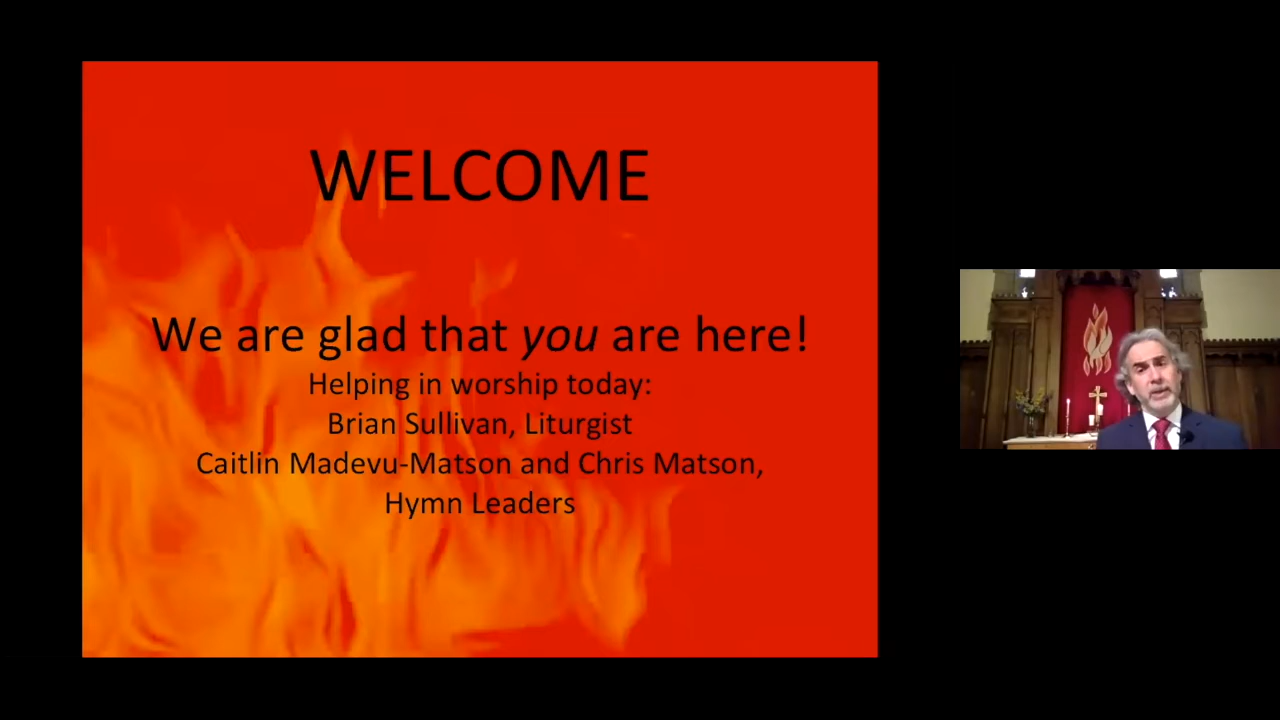 WELCOME
We are glad that you are here!
Helping in worship today:
Brian Sullivan, Liturgist
Caitlin Madevu-Matson and Chris Matson,
Hymn Leaders